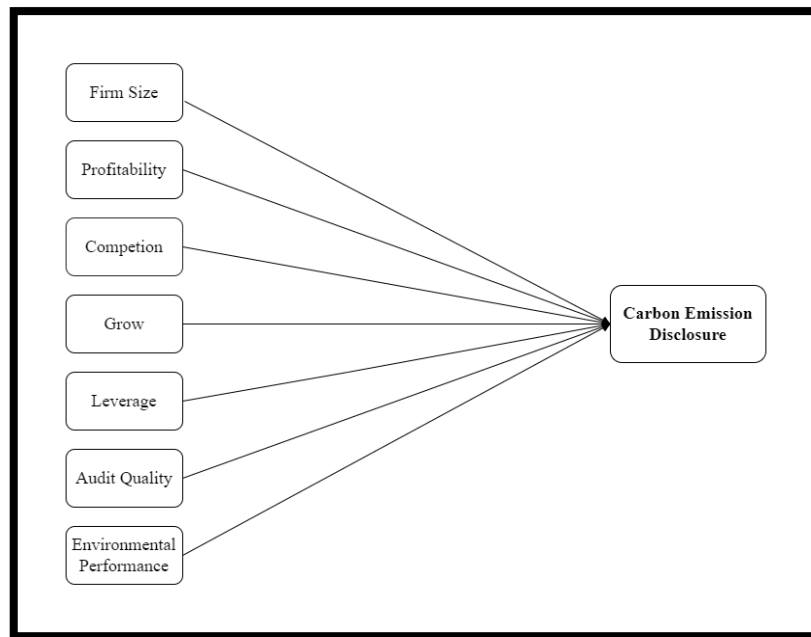 Firm Size
Profitability
Competion
Grow
Leverage
Audit Quality
Environmental
Performance
Carbon Emission
Disclosure